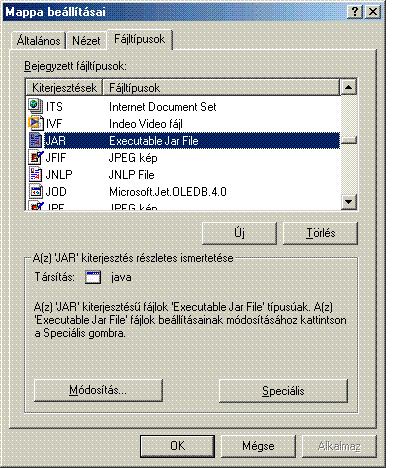 Mappa beállításai
Általános Nézet Fájltípusok
Bejegyzett fájltípusok:
Kiterjesztések Fájltípusok
ITS Internet Document Set
IVF Indeo Video fájl
JAR Executable Jar File
JFIF JPEG kép
JNLP JNLP File
JOD Microsoft.Jet.OLEDB.4.0
JPE JPEG kép
Új Törlés
A(z) 'JAR' kiterjesztés részletes ismertetése
Társítás: java
A(z) 'JAR' kiterjesztésű fájlok 'Executable Jar File' típusúak. A(z)
'Executable Jar File' fájlok beállításainak módosításához kattintson
a Speciális gombra.
Módosítás... Speciális
OK Mégse Alkalmaz